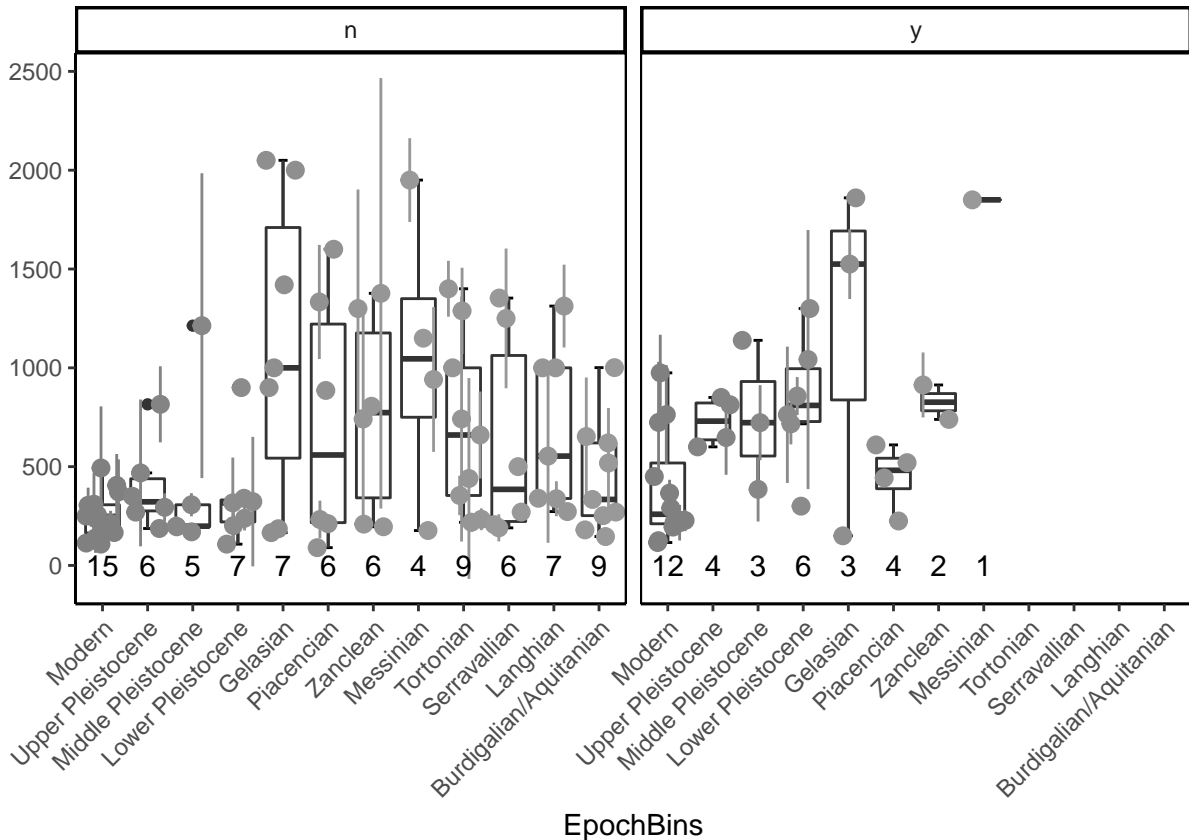 n y
2500
2000
1500
1000
500
0
15 6 5 7 7 6 6 4 9 6 7 9
12 4 3 6 3 4 2 1
Modern
Upper Pleistocene
Middle Pleistocene
Lower Pleistocene
Gelasian
Piacencian
Zanclean
Messinian
Tortonian
Serravallian
Langhian
Burdigalian/Aquitanian
Modern
Upper Pleistocene
Middle Pleistocene
Lower Pleistocene
Gelasian
Piacencian
Zanclean
Messinian
Tortonian
Serravallian
Langhian
Burdigalian/Aquitanian
EpochBins